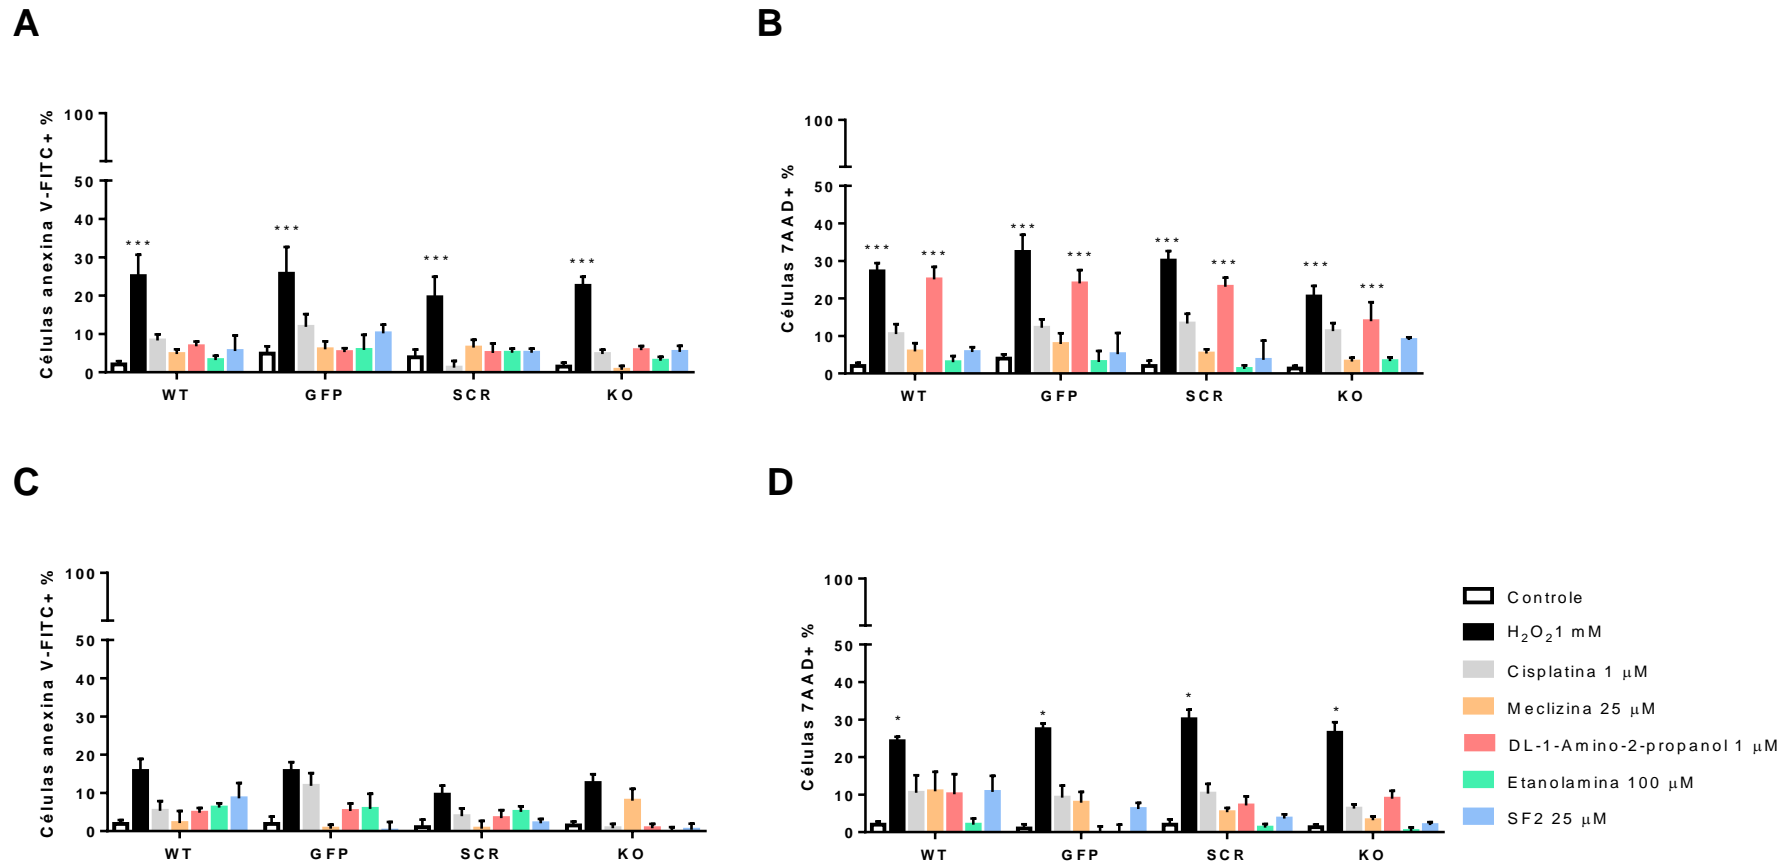 A
B
Células anexina V-FITC+ %
100
50
40
30
20
10
0
***
***
***
***
WT
GFP
SCR
KO
Células 7AAD+ %
100
50
40
30
20
10
0
***
***
***
***
***
***
***
***
WT
GFP
SCR
KO
C
D
Células anexina V-FITC+ %
100
50
40
30
20
10
0
WT
GFP
SCR
KO
Células 7AAD+ %
100
50
40
30
20
10
0
*
*
*
*
WT
GFP
SCR
KO
Controle
H₂O₂1 mM
Cisplatina 1 μM
Meclizina 25 μM
DL-1-Amino-2-propanol 1 μM
Etanolamina 100 μM
SF2 25 μM